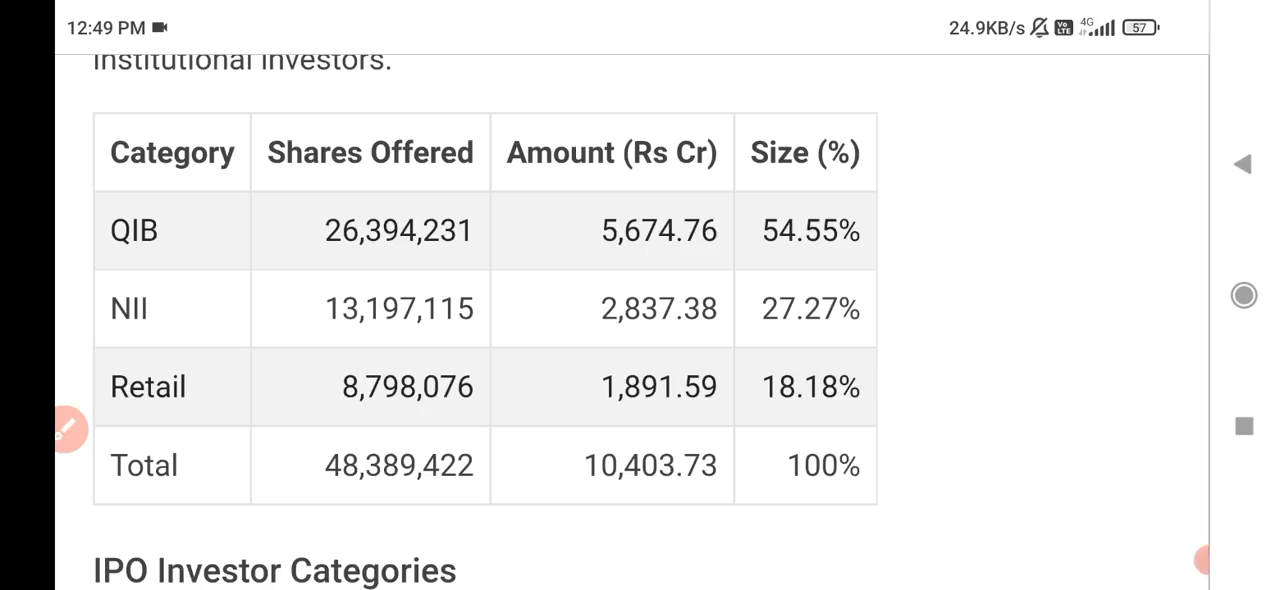 12:49 PM
24.9KB/s Vo LTE 4G 57
institutional investors.
Category Shares Offered Amount (Rs Cr) Size (%)
QIB 26,394,231 5,674.76 54.55%
NII 13,197,115 2,837.38 27.27%
Retail 8,798,076 1,891.59 18.18%
Total 48,389,422 10,403.73 100%
IPO Investor Categories